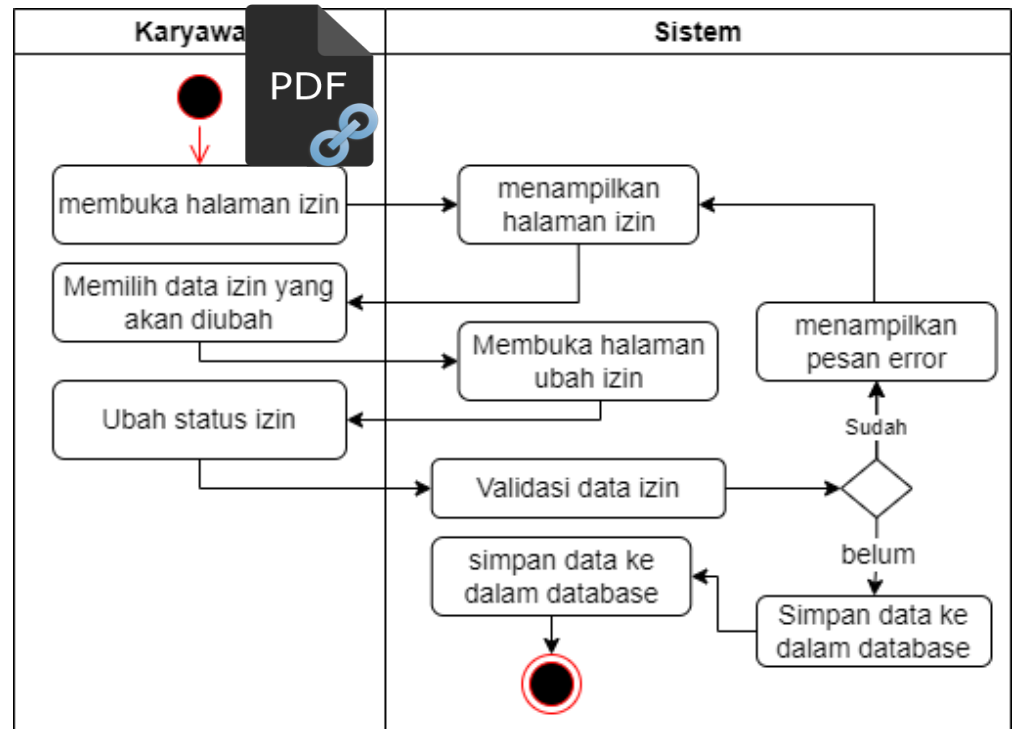 Karyawa
Sistem
PDF
membuka halaman izin
menampilkan
halaman izin
Memilih data izin yang
akan diubah
Membuka halaman
ubah izin
menampilkan
pesan error
Ubah status izin
Sudah
Validasi data izin
belum
simpan data ke
dalam database
Simpan data ke
dalam database